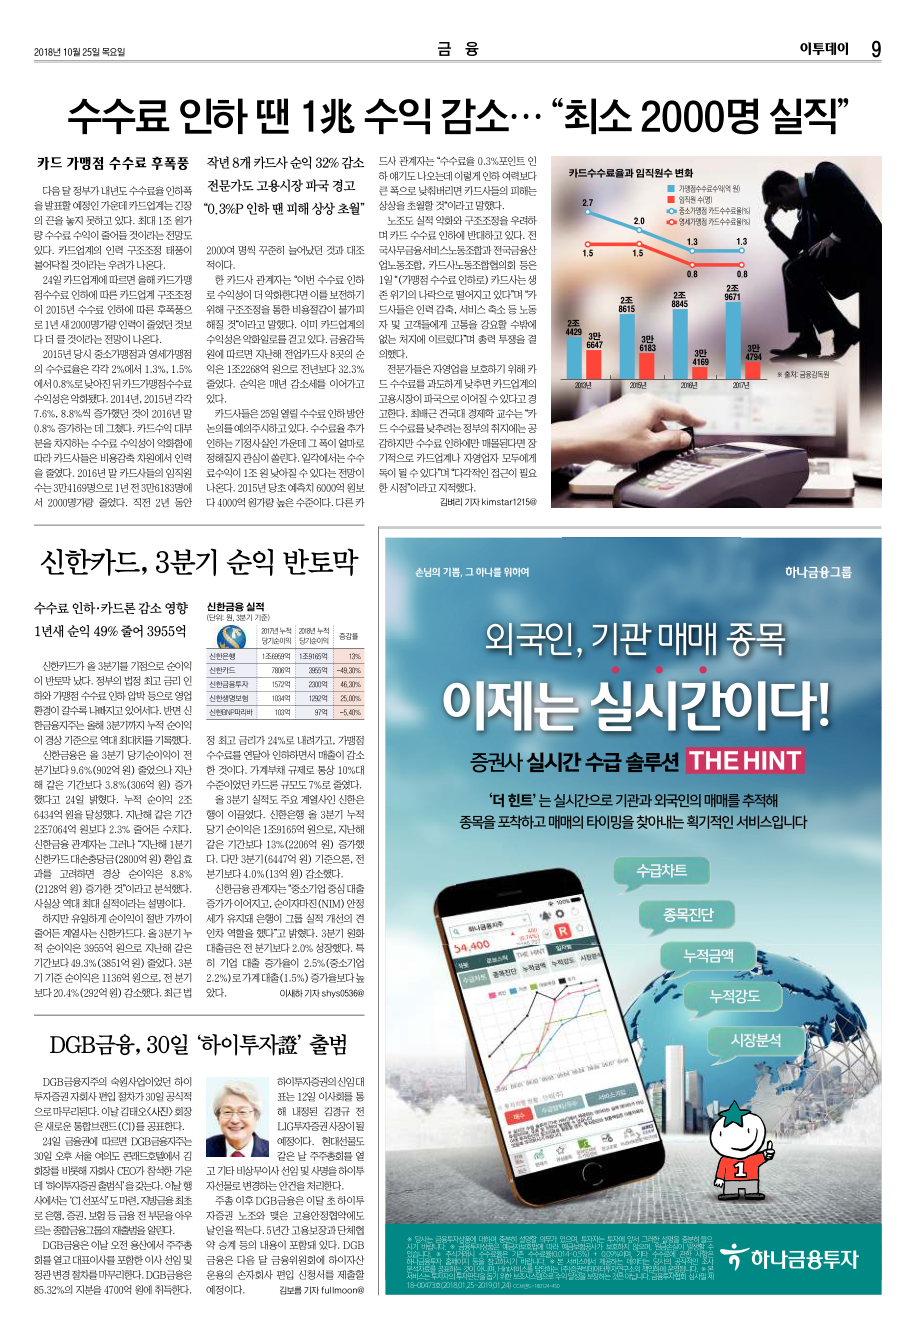 2018년 10월 25일 목요일
금 융
이투데이 9
수수료 인하 땐 1兆 수익 감소… “최소 2000명 실직”
카드 가맹점 수수료 후폭풍
작년 8개 카드사 순익 32% 감소
전문가도 고용시장 파국 경고
“0.3%P 인하 땐 피해 상상 초월”
다음 달 정부가 내년도 수수료율 인하폭
을 발표할 예정인 가운데 카드업계는 긴장
의 끈을 놓지 못하고 있다. 최대 1조 원가
량 수수료 수익이 줄어들 것이라는 전망도
있다. 카드업계의 인력 구조조정 태풍이
불어닥칠 것이라는 우려가 나온다.
24일 카드업계에 따르면 올해 카드가맹
점수수료 인하에 따른 카드업계 구조조정
이 2015년 수수료 인하에 따른 후폭풍으
로 1년 새 2000명가량 인력이 줄었던 것보
다 더 클 것이라는 전망이 나온다.
2015년 당시 중소가맹점과 영세가맹점
의 수수료율은 각각 2%에서 1.3%, 1.5%
에서 0.8%로 낮아진 뒤 카드가맹점수수료
수익성은 악화됐다. 2014년, 2015년 각각
7.6%, 8.8%씩 증가했던 것이 2016년 말
0.8% 증가하는 데 그쳤다. 카드수익 대부
분을 차지하는 수수료 수익성이 악화함에
따라 카드사들은 비용감축 차원에서 인력
을 줄였다. 2016년 말 카드사들의 임직원
수는 3만4169명으로 1년 전 3만6183명에
서 2000명가량 줄었다. 직전 2년 동안
2000여 명씩 꾸준히 늘어났던 것과 대조
적이다.
한 카드사 관계자는 “이번 수수료 인하
로 수익성이 더 악화한다면 이를 보전하기
위해 구조조정을 통한 비용절감이 불가피
해질 것”이라고 말했다. 이미 카드업계의
수익성은 악화일로를 걷고 있다. 금융감독
원에 따르면 지난해 전업카드사 8곳의 순
익은 1조2268억 원으로 전년보다 32.3%
줄었다. 순익은 매년 감소세를 이어가고
있다.
카드사들은 25일 열릴 수수료 인하 방안
논의를 예의주시하고 있다. 수수료율 추가
인하는 기정사실인 가운데 그 폭이 얼마로
정해질지 관심이 쏠린다. 일각에서는 수수
료수익이 1조 원 낮아질 수 있다는 전망이
나온다. 2015년 당초 예측치 6000억 원보
다 4000억 원가량 높은 수준이다. 다른 카
드사 관계자는 “수수료율 0.3%포인트 인
하 얘기도 나오는데 이렇게 인하 여력보다
큰 폭으로 낮춰버리면 카드사들의 피해는
상상을 초월할 것”이라고 말했다.
노조도 실적 악화와 구조조정을 우려하
며 카드 수수료 인하에 반대하고 있다. 전
국사무금융서비스노동조합과 전국금융산
업노동조합, 카드사노동조합협의회 등은
1일 “(가맹점 수수료 인하로) 카드사는 생
존 위기의 나락으로 떨어지고 있다”며 “카
드사들은 인력 감축, 서비스 축소 등 노동
자 및 고객들에게 고통을 강요할 수밖에
없는 처지에 이르렀다”며 총력 투쟁을 결
의했다.
전문가들은 자영업을 보호하기 위해 카
드 수수료를 과도하게 낮추면 카드업계의
고용시장이 파국으로 이어질 수 있다고 경
고한다. 최배근 건국대 경제학 교수는 “카
드 수수료를 낮추려는 정부의 취지에는 공
감하지만 수수료 인하에만 매몰된다면 장
기적으로 카드업계나 자영업자 모두에게
독이 될 수 있다”며 “다각적인 접근이 필요
한 시점”이라고 지적했다.
김벼리 기자 kimstar1215@
카드수수료율과 임직원수 변화
가맹점수수료수익(억 원)
임직원 수(명)
중소가맹점 카드수수료율(%)
영세가맹점 카드수수료율(%)
2.7
2.0
1.3
1.3
1.5
1.5
0.8
0.8
2조
4429
3만
6647
2조
8615
3만
6183
2조
8845
3만
4169
2조
9671
3만
4794
2013년 2015년 2016년 2017년
※ 출처 : 금융감독원
신한카드, 3분기 순익 반토막
수수료 인하·카드론 감소 영향
1년새 순익 49% 줄어 3955억
신한금융 실적
(단위: 원, 3분기 기준)
2017년 누적 당기순이익 2018년 누적 당기순이익 증감률
신한은행 1조6959억 1조9165억 13%
신한카드 7806억 3955억 -49.30%
신한금융투자 1572억 2300억 46.30%
신한생명보험 1034억 1292억 25.00%
신한BNP파리바 103억 97억 -5.40%
신한카드가 올 3분기를 기점으로 순이익
이 반토막 났다. 정부의 법정 최고 금리 인
하와 가맹점 수수료 인하 압박 등으로 영업
환경이 갈수록 나빠지고 있어서다. 반면 신
한금융지주는 올해 3분기까지 누적 순이익
이 경상 기준으로 역대 최대치를 기록했다.
신한금융은 올 3분기 당기순이익이 전
분기보다 9.6%(902억 원) 줄었으나 지난
해 같은 기간보다 3.8%(306억 원) 증가
했다고 24일 밝혔다. 누적 순이익 2조
6434억 원을 달성했다. 지난해 같은 기간
2조7064억 원보다 2.3% 줄어든 수치다.
신한금융 관계자는 그러나 “지난해 1분기
신한카드 대손충당금(2800억 원) 환입 효
과를 고려하면 경상 순이익은 8.8%
(2128억 원) 증가한 것”이라고 분석했다.
사실상 역대 최대 실적이라는 설명이다.
하지만 유일하게 순이익이 절반 가까이
줄어든 계열사는 신한카드다. 올 3분기 누
적 순이익은 3955억 원으로 지난해 같은
기간보다 49.3%(3851억 원) 줄었다. 3분
기 기준 순이익은 1136억 원으로, 전 분기
보다 20.4%(292억 원) 감소했다. 최근 법
정 최고 금리가 24%로 내려가고, 가맹점
수수료를 연달아 인하하면서 매출이 감소
한 것이다. 가계부채 규제로 통상 10%대
수준이었던 카드론 규모도 7%로 줄었다.
올 3분기 실적도 주요 계열사인 신한은
행이 이끌었다. 신한은행 올 3분기 누적
당기 순이익은 1조9165억 원으로, 지난해
같은 기간보다 13%(2206억 원) 증가했
다. 다만 3분기(6447억 원) 기준으론, 전
분기보다 4.0%(13억 원) 감소했다.
신한금융 관계자는 “중소기업 중심 대출
증가가 이어지고, 순이자마진(NIM) 안정
세가 유지돼 은행이 그룹 실적 개선의 견
인차 역할을 했다”고 밝혔다. 3분기 원화
대출금은 전 분기보다 2.0% 성장했다. 특
히 기업 대출 증가율이 2.5%(중소기업
2.2%)로 가계 대출(1.5%) 증가율보다 높
았다.
이새하 기자 shys0536@
DGB금융, 30일 ‘하이투자證’ 출범
DGB금융지주의 숙원사업이었던 하이
투자증권 자회사 편입 절차가 30일 공식적
으로 마무리된다. 이날 김태오(사진) 회장
은 새로운 통합브랜드(CI)를 공표한다.
24일 금융권에 따르면 DGB금융지주는
30일 오후 서울 여의도 콘래드호텔에서 김
회장을 비롯해 자회사 CEO가 참석한 가운
데 ‘하이투자증권 출범식’을 갖는다. 이날 행
사에서는 ‘CI 선포식’도 마련, 지방금융 최초
로 은행, 증권, 보험 등 금융 전 부문을 아우
르는 종합금융그룹의 재출범을 알린다.
DGB금융은 이날 오전 용산에서 주주총
회를 열고 대표이사를 포함한 이사 선임 및
정관 변경 절차를 마무리한다. DGB금융은
85.32%의 지분을 4700억 원에 취득한다.
하이투자증권의 신임 대
표는 12일 이사회를 통
해 내정된 김경규 전
LIG투자증권 사장이 될
예정이다. 현대선물도
같은 날 주주총회를 열
고 기타 비상무이사 선임 및 사명을 하이투
자선물로 변경하는 안건을 처리한다.
주총 이후 DGB금융은 이달 초 하이투
자증권 노조와 맺은 고용안정협약에도
날인을 찍는다. 5년간 고용보장과 단체협
약 승계 등의 내용이 포함돼 있다. DGB
금융은 다음 달 금융위원회에 하이자산
운용의 손자회사 편입 신청서를 제출할
예정이다.
김보름 기자 fullmoon@
손님의 기쁨, 그 하나를 위하여
하나금융그룹
외국인, 기관 매매 종목
이제는 실시간이다!
증권사 실시간 수급 솔루션 THE HINT
‘더 힌트’ 는 실시간으로 기관과 외국인의 매매를 추적해
종목을 포착하고 매매의 타이밍을 찾아내는 획기적인 서비스입니다
수급차트
종목진단
누적금액
누적강도
시장분석
하나금융지주
54,400
THE HINT
수급차트 종목진단 누적금액 누적강도 시장분석
매수
1
하나금융투자